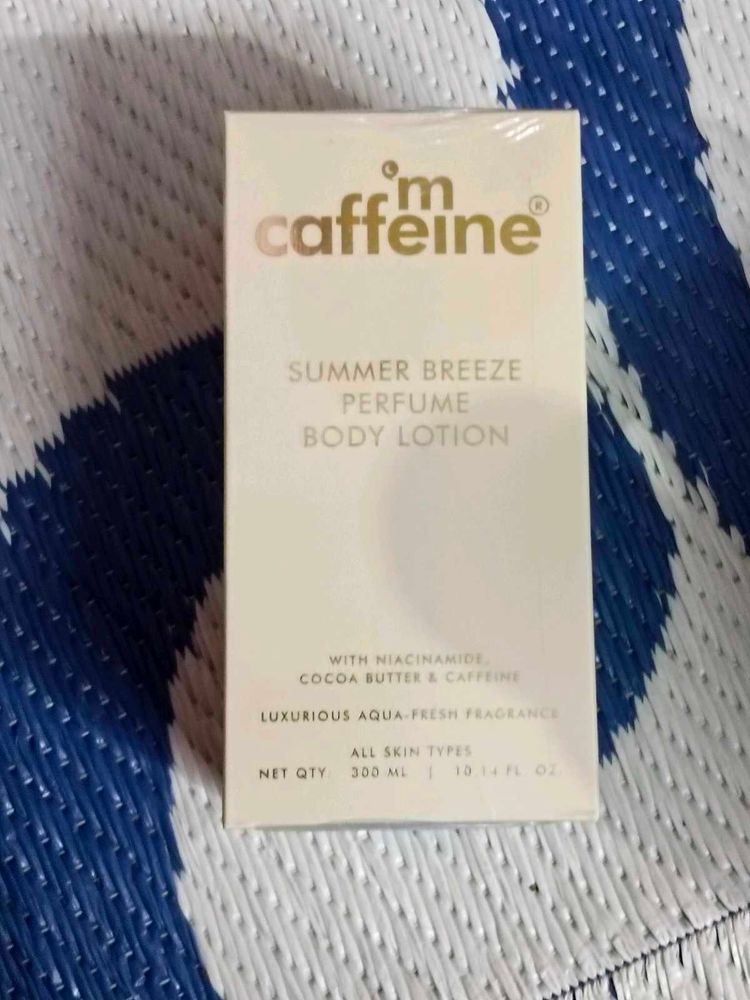 'm
caffeine®
SUMMER BREEZE
PERFUME
BODY LOTION
WITH NIACINAMIDE,
COCOA BUTTER & CAFFEINE
LUXURIOUS AQUA-FRESH FRAGRANCE
ALL SKIN TYPES
NET QTY. 300 ML | 10.14 FL. OZ.